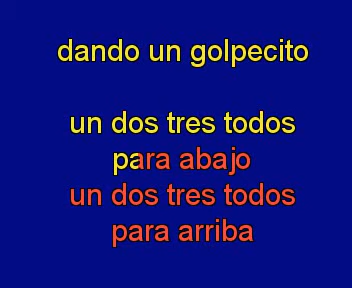 dando un golpecito
un dos tres todos
para abajo
un dos tres todos
para arriba